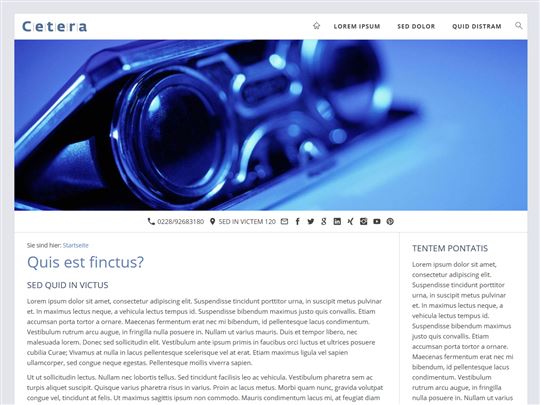 Cetera
LOREM IPSUM SED DOLOR QUID DISTRAM
0228/92683180 SED IN VICTEM 120
Sie sind hier: Startseite
Quis est finctus?
SED QUID IN VICTUS
Lorem ipsum dolor sit amet, consectetur adipiscing elit. Suspendisse tincidunt porttitor urna, in suscipit metus pulvinar
et. In maximus lectus neque, a vehicula lectus tempus ut. Suspendisse bibendum maximus justo quis convallis. Etiam
accumsan porta tortor a ornare. Maecenas fermentum erat nec mi bibendum, id pellentesque lacus condimentum.
Vestibulum rutrum arcu augue, in fringilla nulla posuere in. Nullam ut varius mauris. Duis et tempor libero, nec
malesuada lorem. Donec sed sollicitudin elit. Vestibulum ante ipsum primis in faucibus orci luctus et ultrices posuere
cubilia Curae; Vivamus at nulla in lacus pellentesque scelerisque vel at erat. Etiam maximus ligula vel sapien
ullamcorper, sed congue neque egestas. Pellentesque mollis viverra sapien.
Ut ut sollicitudin lectus. Nullam nec lobortis tellus. Sed tincidunt facilisis leo ac vehicula. Vestibulum pharetra sem ac
turpis aliquet suscipit. Quisque varius pharetra risus in varius. Proin ac lacus metus. Morbi quam nunc, gravida volutpat
congue vel, tincidunt at felis. Ut at maximus sagittis ipsum non commodo. Mauris mi mi, at feugiat diam
TENTEM PONTATIS
Lorem ipsum dolor sit amet,
consectetur adipiscing elit.
Suspendisse tincidunt porttitor
urna, in suscipit metus pulvinar
et. In maximus lectus neque, a
vehicula lectus tempus ut.
Suspendisse bibendum maximus
justo quis convallis. Etiam
accumsan porta tortor a ornare.
Maecenas fermentum erat nec mi
bibendum, id pellentesque lacus
condimentum. Vestibulum
rutrum arcu augue, in fringilla
nulla posuere in. Nullam ut varius